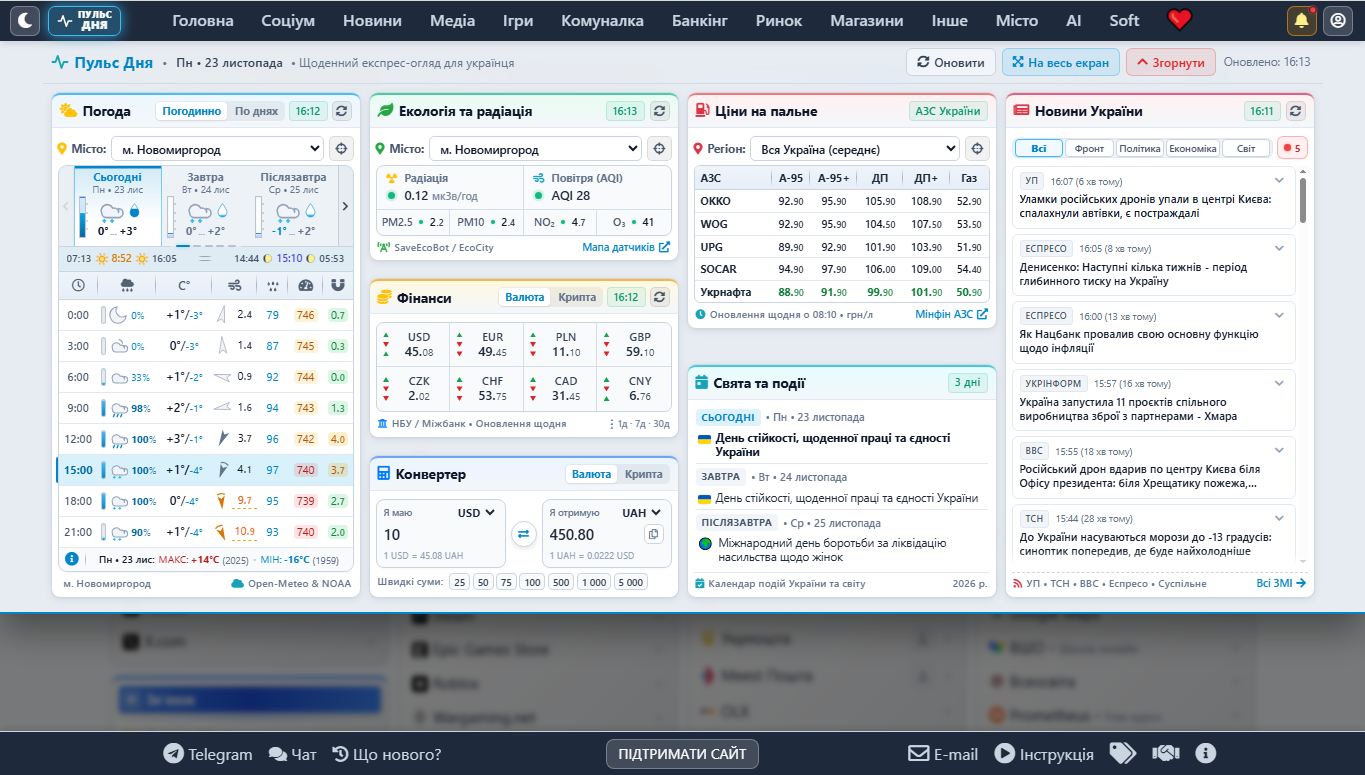 ПУЛЬС ДНЯ
Головна Соціум Новини Медіа Ігри Комуналка Банкінг Ринок Магазини Інше Місто AI Soft
Пульс Дня • Пн • 23 листопада • Щоденний експрес-огляд для українця
Оновити На весь екран Згорнути Оновлено: 16:13
Погода Погодинно По днях 16:12
Місто: м. Новомиргород
Сьогодні Завтра Післязавтра
Пн • 23 лис Вт • 24 лис Ср • 25 лис
0° .. +3° 0° .. +2° -1° .. +2°
07:13 8:52 16:05 14:44 15:10 05:53
C°
0:00 0% +1°/-3° 2.4 79 746 0.7
3:00 0% 0°/-3° 1.4 87 745 0.3
6:00 33% +1°/-2° 0.9 92 744 0.0
9:00 98% +2°/-1° 1.6 94 743 1.3
12:00 100% +3°/-1° 3.7 96 742 4.0
15:00 100% +1°/-4° 4.1 97 740 3.7
18:00 100% 0°/-4° 9.7 95 739 2.7
21:00 90% +1°/-4° 10.9 93 740 2.0
Пн • 23 лис: МАКС: +14°C (2025) · МІН: -16°C (1959)
м. Новомиргород Open-Meteo & NOAA
Екологія та радіація 16:13
Місто: м. Новомиргород
Радіація Повітря (AQI)
0.12 мкЗв/год AQI 28
PM2.5 • 2.2 PM10 • 2.4 NO₂ • 4.7 O₃ • 41
SaveEcoBot / EcoCity Мапа датчиків
Фінанси Валюта Крипта 16:12
USD EUR PLN GBP
45.08 49.45 11.10 59.10
CZK CHF CAD CNY
2.02 53.75 31.45 6.76
НБУ / Міжбанк • Оновлення щодня 1д · 7д · 30д
Конвертер Валюта Крипта
Я маю USD Я отримую UAH
10 450.80
1 USD = 45.08 UAH 1 UAH = 0.0222 USD
Швидкі суми: 25 50 75 100 500 1 000 5 000
Ціни на пальне АЗС України
Регіон: Вся Україна (середнє)
АЗС А-95 А-95+ ДП ДП+ Газ
ОККО 92.90 95.90 105.90 108.90 52.90
WOG 92.90 95.90 104.50 107.50 53.50
UPG 89.90 92.90 101.90 103.90 51.90
SOCAR 94.90 97.90 106.00 109.00 54.40
Укрнафта 88.90 91.90 99.90 101.90 50.90
Оновлення щодня о 08:10 • грн/л Мінфін АЗС
Свята та події 3 дні
СЬОГОДНІ • Пн • 23 листопада
День стійкості, щоденної праці та єдності
України
ЗАВТРА • Вт • 24 листопада
День стійкості, щоденної праці та єдності України
ПІСЛЯЗАВТРА • Ср • 25 листопада
Міжнародний день боротьби за ліквідацію
насильства щодо жінок
Календар подій України та світу 2026 р.
Новини України 16:11
Всі Фронт Політика Економіка Світ 5
УП 16:07 (6 хв тому)
Уламки російських дронів упали в центрі Києва:
спалахнули автівки, є постраждалі
ЕСПРЕСО 16:05 (8 хв тому)
Денисенко: Наступні кілька тижнів - період
глибинного тиску на Україну
ЕСПРЕСО 16:00 (13 хв тому)
Як Нацбанк провалив свою основну функцію
щодо інфляції
УКРІНФОРМ 15:57 (16 хв тому)
Україна запустила 11 проєктів спільного
виробництва зброї з партнерами - Хмара
BBC 15:55 (18 хв тому)
Російський дрон вдарив по центру Києва біля
Офісу президента: біля Хрещатику пожежа,...
ТСН 15:44 (28 хв тому)
До України насуваються морози до -13 градусів:
синоптик попередив, де буде найхолодніше
УП • ТСН • BBC • Еспресо • Суспільне Всі ЗМІ
X.com
Epic Games Store
Roblox
Wargaming.net
Укрпошта
Meest Пошта
OLX
Всеосвіта
Prometheus
Telegram Чат Що нового? ПІДТРИМАТИ САЙТ E-mail Інструкція